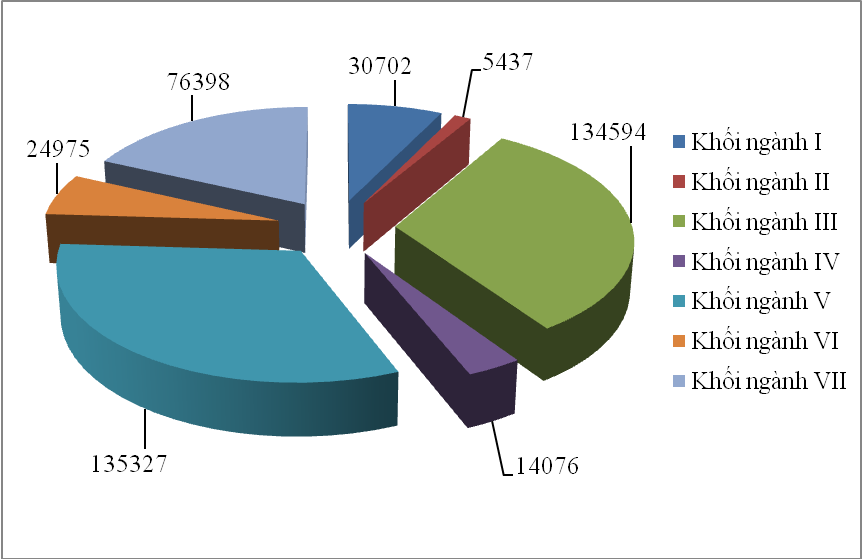 30702
5437
76398
134594
24975
Khối ngành I
Khối ngành II
Khối ngành III
Khối ngành IV
Khối ngành V
Khối ngành VI
Khối ngành VII
135327
14076